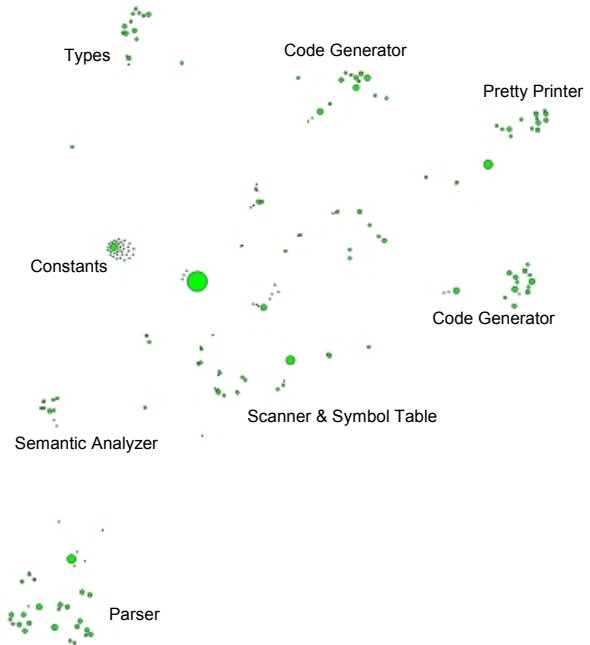 Types
Code Generator
Pretty Printer
Constants
Code Generator
Scanner & Symbol Table
Semantic Analyzer
Parser